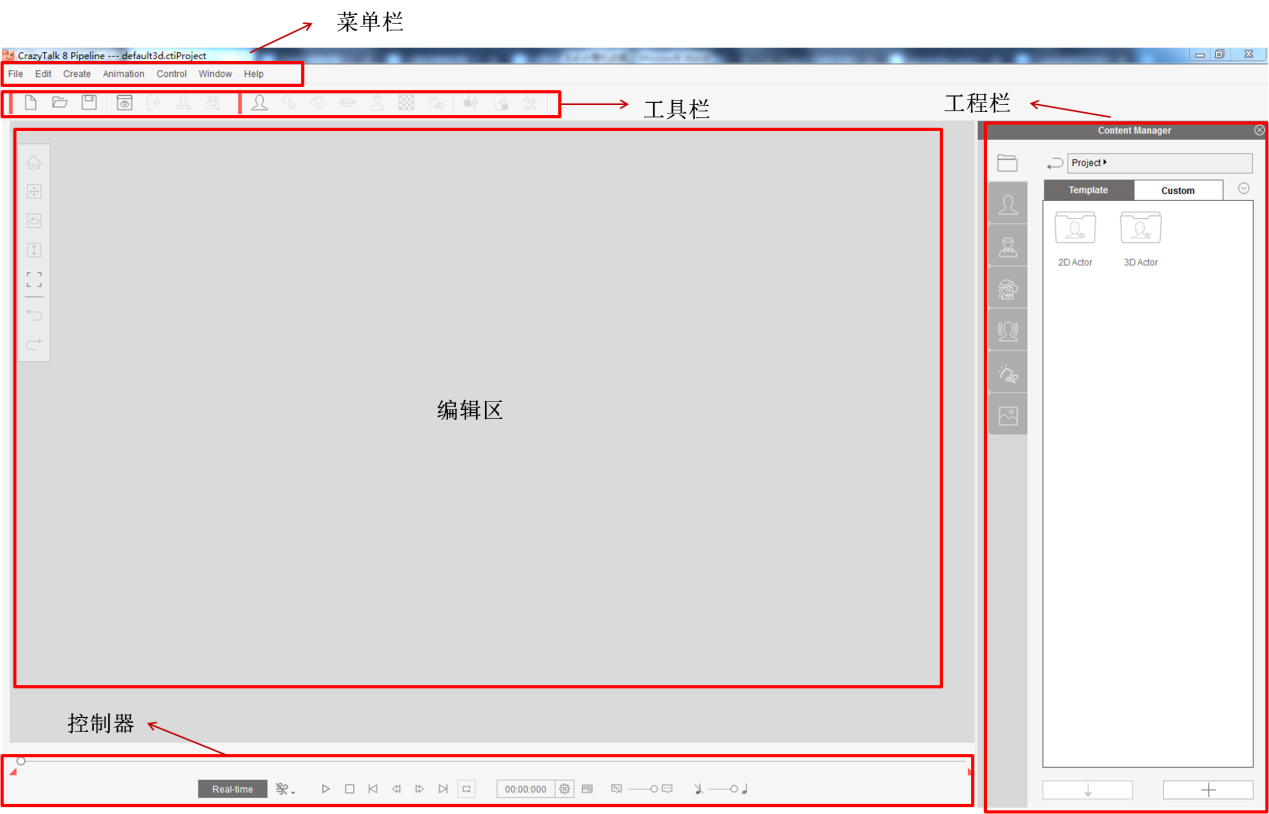 菜单栏
CrazyTalk 8 Pipeline --- default3d.ctiProject
File Edit Create Animation Control Window Help
工具栏
工程栏
Content Manager
Project
Template Custom
2D Actor 3D Actor
编辑区
控制器
Real-time 00:00:000